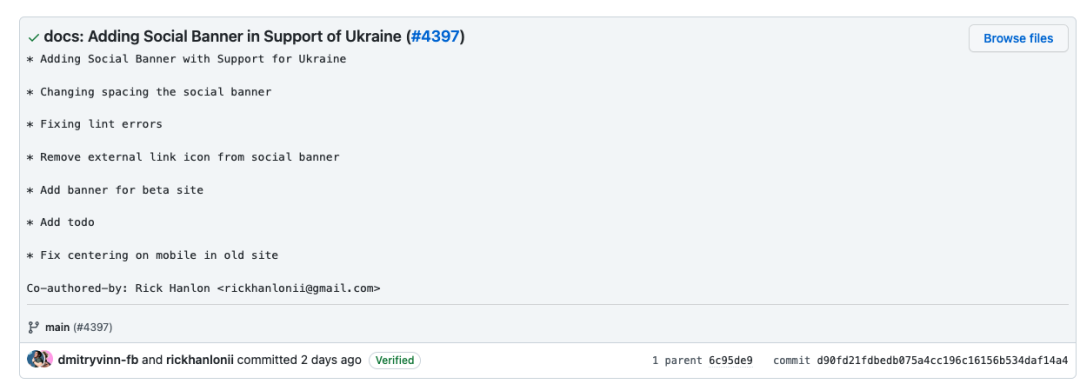 docs: Adding Social Banner in Support of Ukraine (#4397)
Browse files
* Adding Social Banner with Support for Ukraine
* Changing spacing the social banner
* Fixing lint errors
* Remove external link icon from social banner
* Add banner for beta site
* Add todo
* Fix centering on mobile in old site
Co-authored-by: Rick Hanlon <rickhanlonii@gmail.com>
main (#4397)
dmitryvinn-fb and rickhanlonii committed 2 days ago Verified
1 parent 6c95de9 commit d90fd21fdbedb075a4cc196c16156b534daf14a4